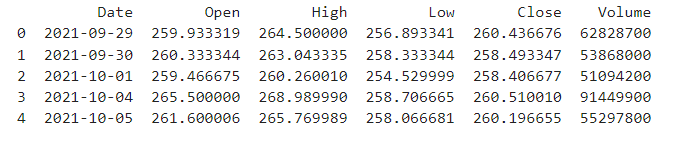 Date Open High Low Close Volume
0 2021-09-29 259.933319 264.500000 256.893341 260.436676 62828700
1 2021-09-30 260.333344 263.043335 258.333344 258.493347 53868000
2 2021-10-01 259.466675 260.260010 254.529999 258.406677 51094200
3 2021-10-04 265.500000 268.989990 258.706665 260.510010 91449900
4 2021-10-05 261.600006 265.769989 258.066681 260.196655 55297800